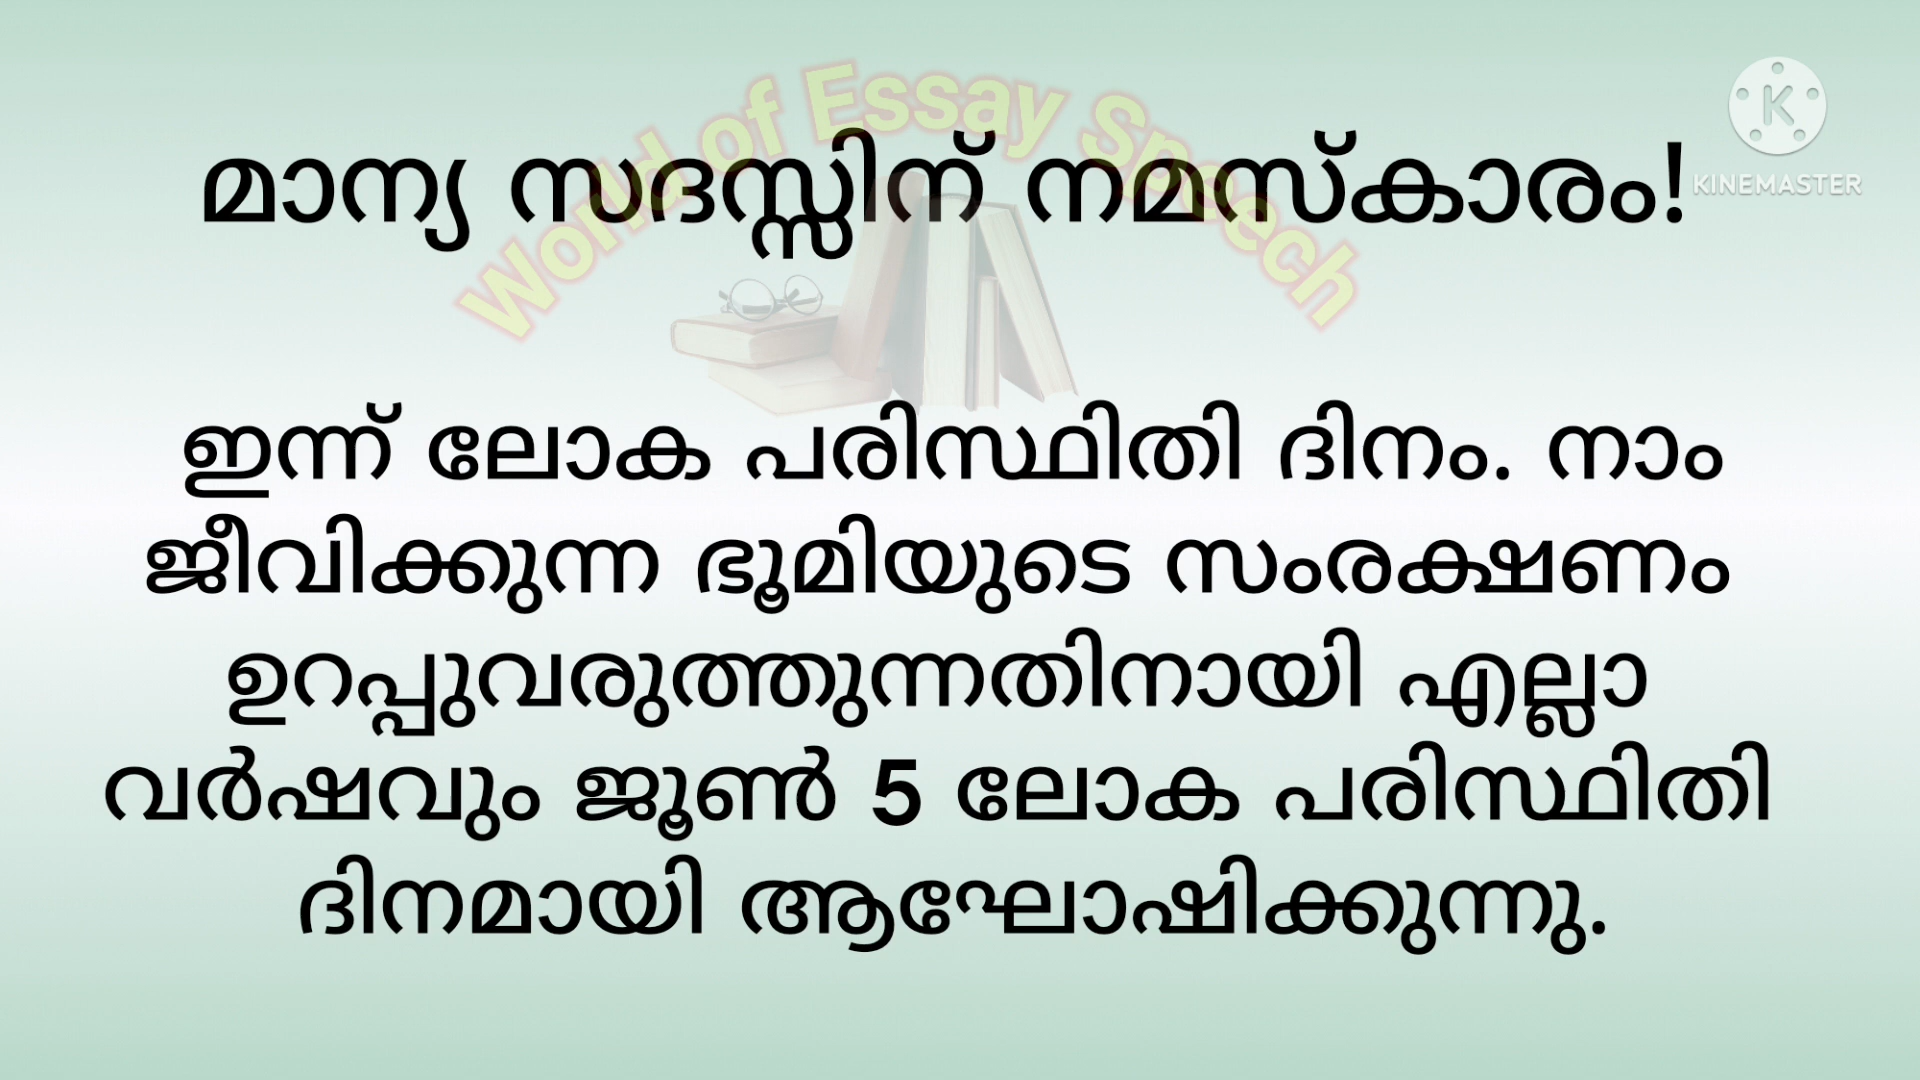 World of Essay Speech
മാന്യ സദസ്സിന് നമസ്കാരം!
KINEMASTER
ഇന്ന് ലോക പരിസ്ഥിതി ദിനം. നാം
ജീവിക്കുന്ന ഭൂമിയുടെ സംരക്ഷണം
ഉറപ്പുവരുത്തുന്നതിനായി എല്ലാ
വർഷവും ജൂൺ 5 ലോക പരിസ്ഥിതി
ദിനമായി ആഘോഷിക്കുന്നു.